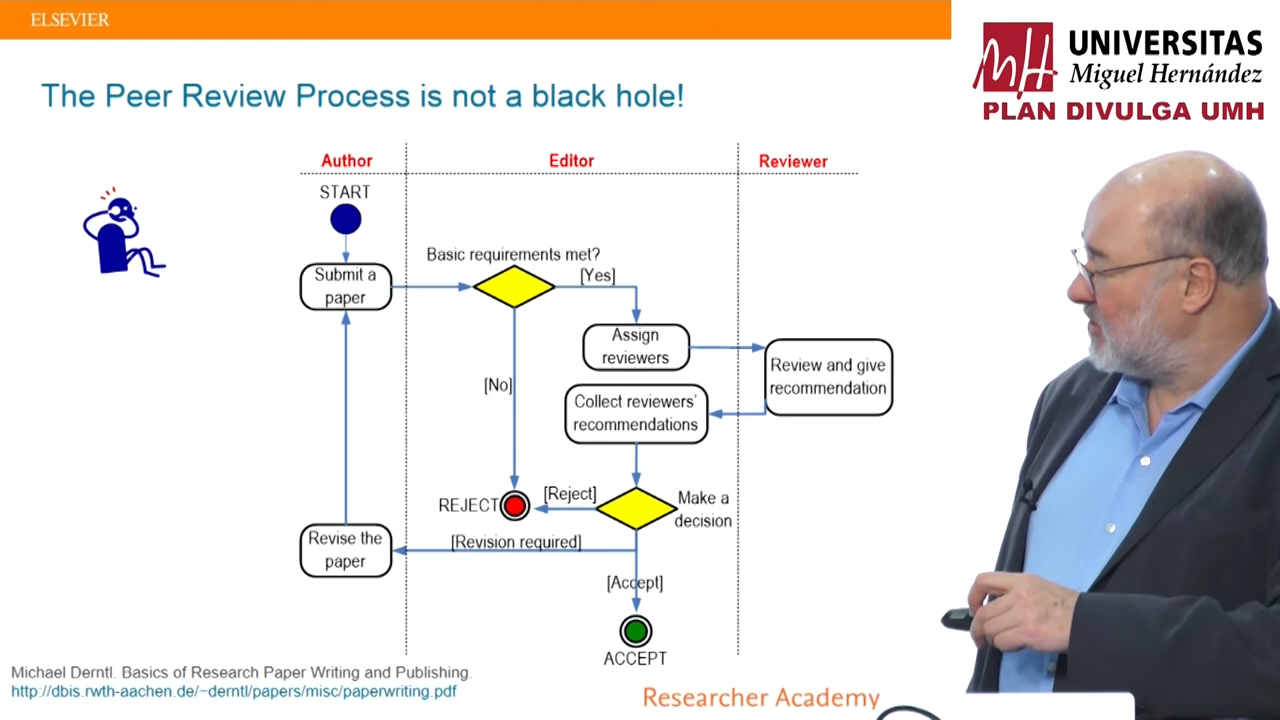 ELSEVIER
UNIVERSITAS
Miguel Hernández
PLAN DIVULGA UMH
The Peer Review Process is not a black hole!
Author
Editor
Reviewer
START
Basic requirements met?
[Yes]
Submit a
paper
Assign
reviewers
Review and give
recommendation
[No]
Collect reviewers'
recommendations
REJECT
[Reject]
Make a
decision
Revise the
paper
[Revision required]
[Accept]
ACCEPT
Michael Derntl. Basics of Research Paper Writing and Publishing.
http://dbis.rwth-aachen.de/~derntl/papers/misc/paperwriting.pdf
Researcher Academy